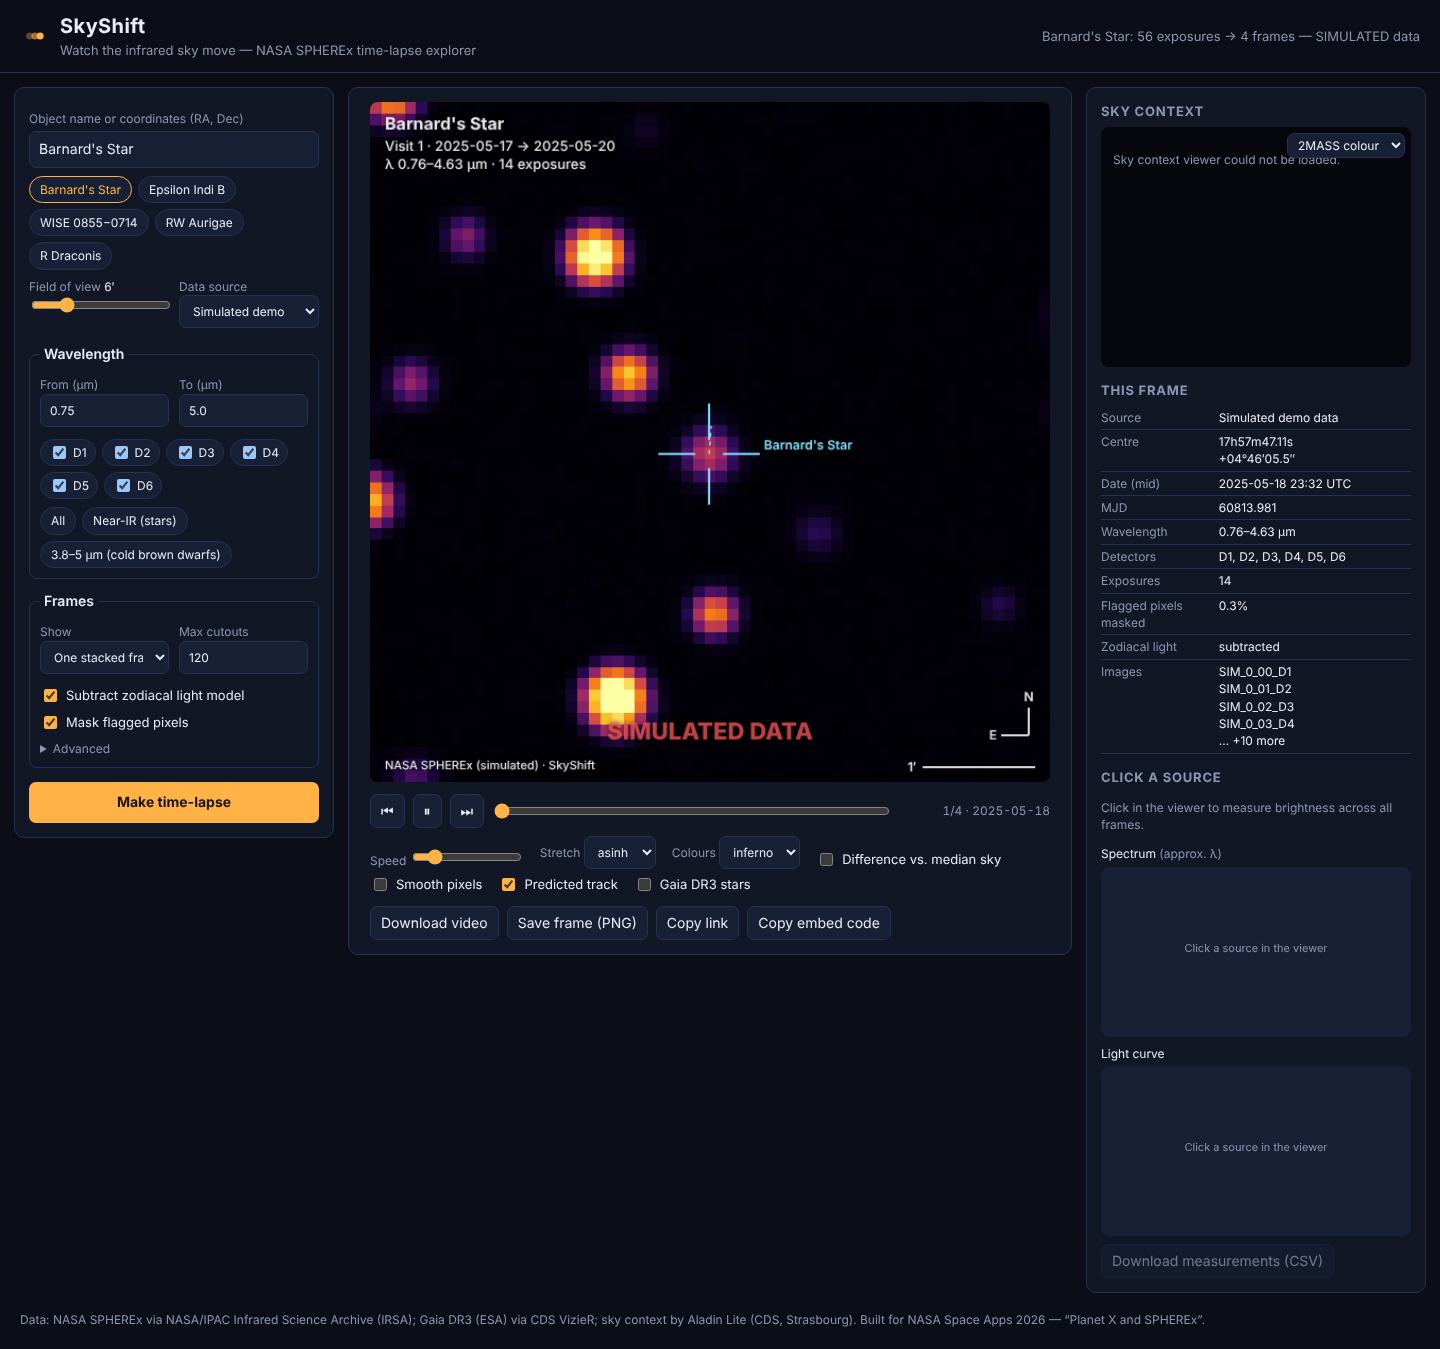 SkyShift
Watch the infrared sky move — NASA SPHEREx time-lapse explorer
Barnard's Star: 56 exposures → 4 frames — SIMULATED data
Object name or coordinates (RA, Dec)
Barnard's Star
Barnard's Star
Epsilon Indi B
WISE 0855−0714
RW Aurigae
R Draconis
Field of view 6′
Data source
Simulated demo
Wavelength
From (µm)
To (µm)
0.75
5.0
D1
D2
D3
D4
D5
D6
All
Near-IR (stars)
3.8–5 µm (cold brown dwarfs)
Frames
Show
Max cutouts
One stacked fra
120
Subtract zodiacal light model
Mask flagged pixels
Advanced
Make time-lapse
Barnard's Star
Visit 1 · 2025-05-17 → 2025-05-20
λ 0.76–4.63 µm · 14 exposures
Barnard's Star
SIMULATED DATA
N
E
NASA SPHEREx (simulated) · SkyShift
1′
1/4 · 2025-05-18
Speed
Stretch
asinh
Colours
inferno
Difference vs. median sky
Smooth pixels
Predicted track
Gaia DR3 stars
Download video
Save frame (PNG)
Copy link
Copy embed code
SKY CONTEXT
2MASS colour
Sky context viewer could not be loaded.
THIS FRAME
Source
Simulated demo data
Centre
17h57m47.11s
+04°46′05.5″
Date (mid)
2025-05-18 23:32 UTC
MJD
60813.981
Wavelength
0.76–4.63 µm
Detectors
D1, D2, D3, D4, D5, D6
Exposures
14
Flagged pixels
masked
0.3%
Zodiacal light
subtracted
Images
SIM_0_00_D1
SIM_0_01_D2
SIM_0_02_D3
SIM_0_03_D4
… +10 more
CLICK A SOURCE
Click in the viewer to measure brightness across all
frames.
Spectrum (approx. λ)
Click a source in the viewer
Light curve
Click a source in the viewer
Download measurements (CSV)
Data: NASA SPHEREx via NASA/IPAC Infrared Science Archive (IRSA); Gaia DR3 (ESA) via CDS VizieR; sky context by Aladin Lite (CDS, Strasbourg). Built for NASA Space Apps 2026 — “Planet X and SPHEREx”.